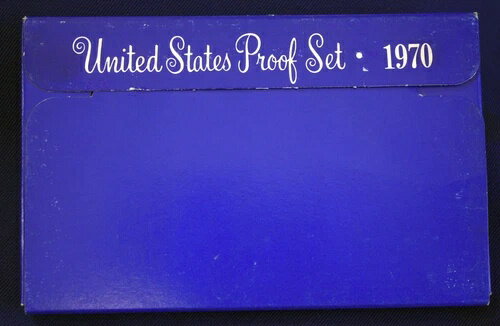 United States Proof Set • 1970